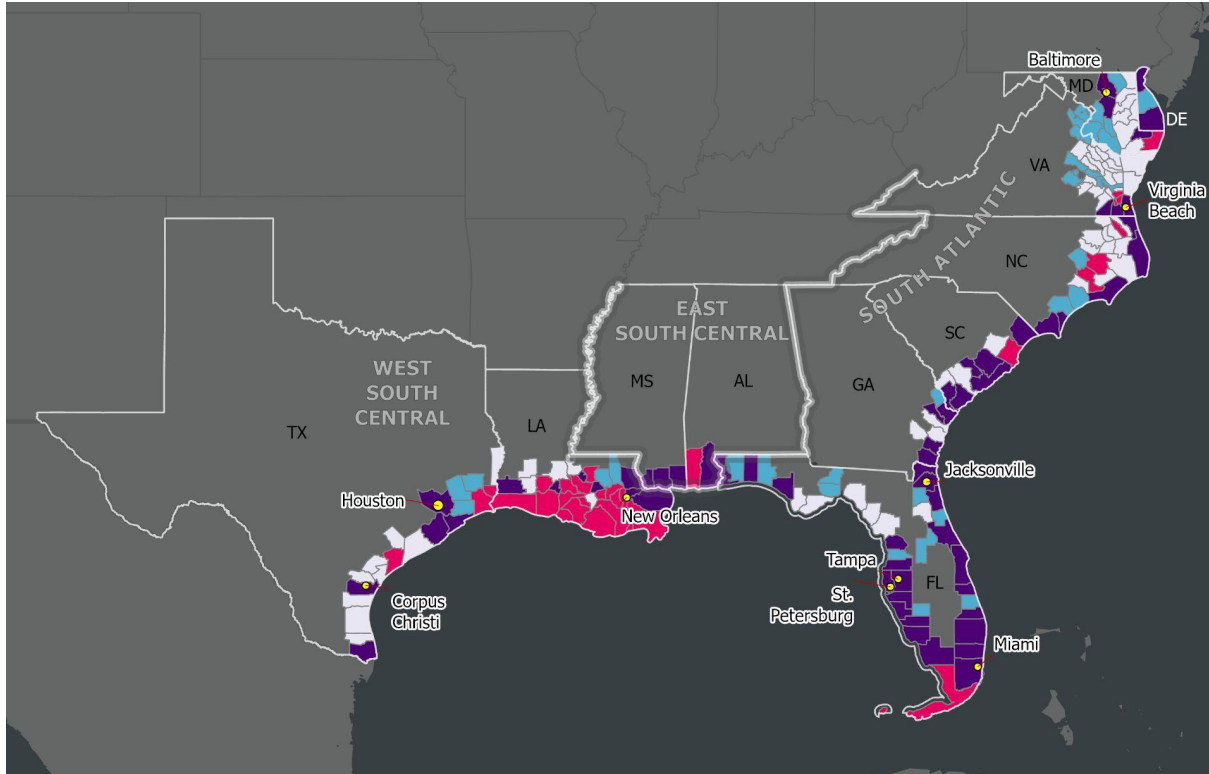 Baltimore
MD
DE
VA
Virginia
Beach
SOUTH ATLANTIC
NC
EAST
SOUTH CENTRAL
SC
WEST
SOUTH
CENTRAL
MS
AL
GA
TX
LA
Jacksonville
Houston
New Orleans
Tampa
FL
St.
Petersburg
Corpus
Christi
Miami